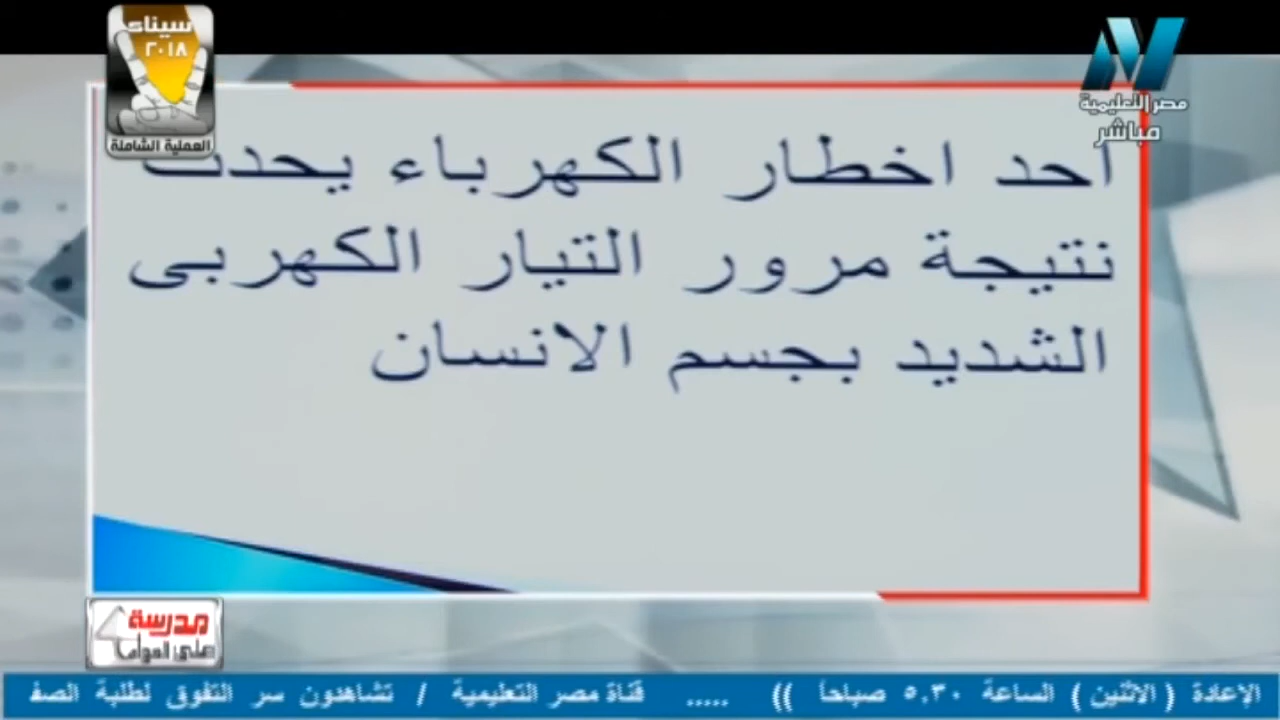 سيناء
٢٠١٨
العملية الشاملة
مصر التعليمية
مباشر
احد اخطار الكهرباء يحدث
نتيجة مرور التيار الكهربى
الشديد بجسم الانسان
مدرسة
على الهواء
الإعادة ( الاثنين ) الساعة ٥.٣٠ صباحاً )) ..... قناة مصر التعليمية / تشاهدون سر التفوق لطلبة الصف